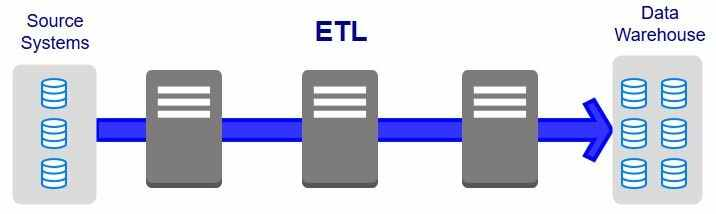 Source
Systems
ETL
Data
Warehouse